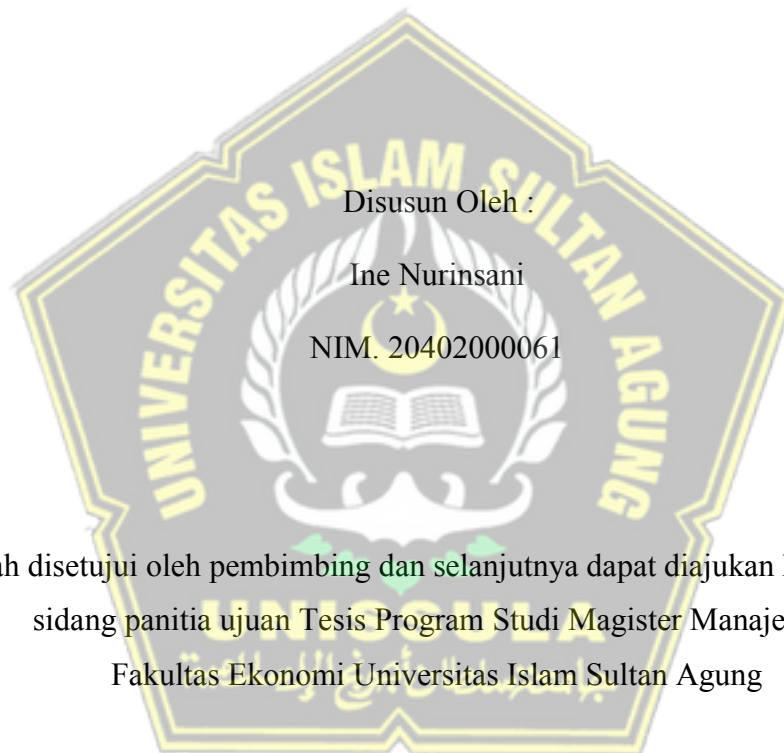 UNIVERSITAS ISLAM SULTAN AGUNG
Disusun Oleh :
Ine Nurinsani
NIM. 20402000061
ah disetujui oleh pembimbing dan selanjutnya dapat diajukan
sidang panitia ujuan Tesis Program Studi Magister Manaje
Fakultas Ekonomi Universitas Islam Sultan Agung
UNISSULA